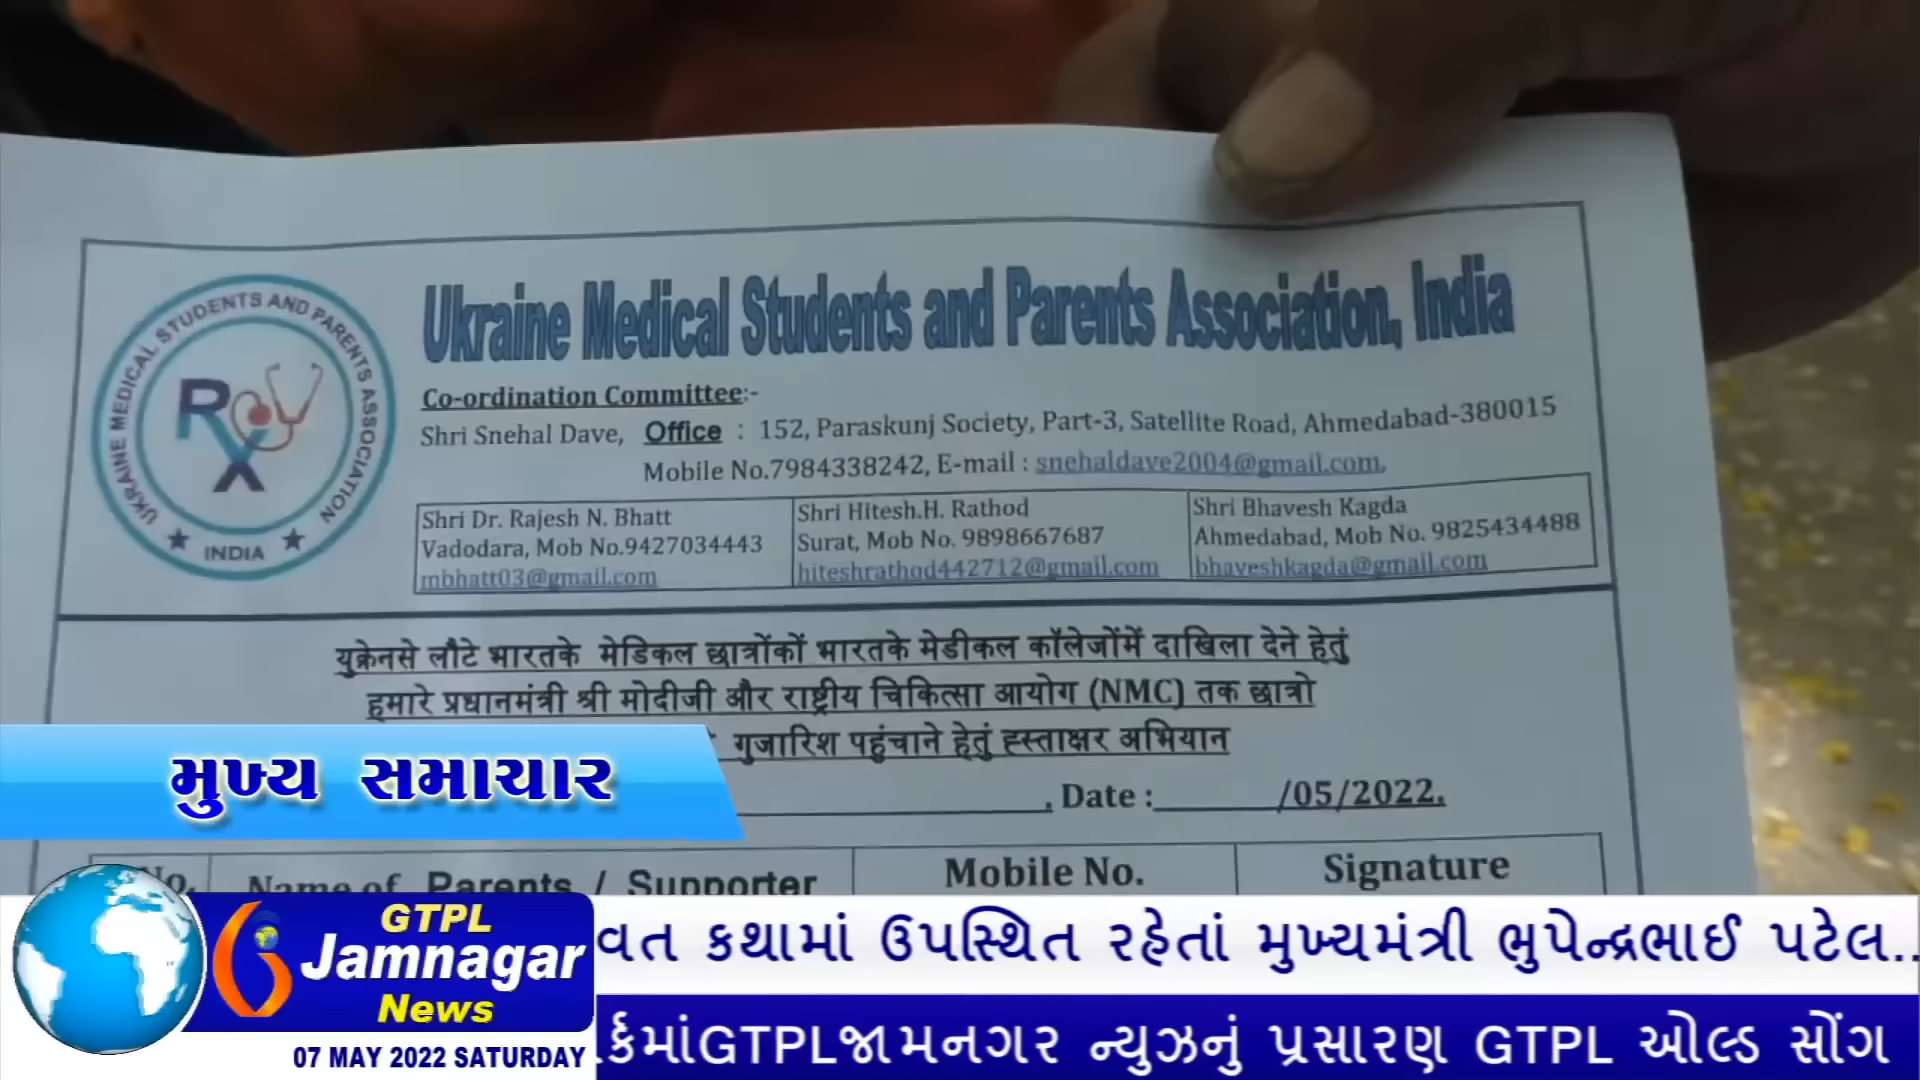 Ukraine Medical Students and Parents Association, India
Co-ordination Committee:-
Shri Snehal Dave, Office : 152, Paraskunj Society, Part-3, Satellite Road, Ahmedabad-380015
Mobile No.7984338242, E-mail : snehaldave2004@gmail.com,
Shri Dr. Rajesh N. Bhatt
Vadodara, Mob No.9427034443
mbhatt03@gmail.com
Shri Hitesh.H. Rathod
Surat, Mob No. 9898667687
hiteshrathod442712@gmail.com
Shri Bhavesh Kagda
Ahmedabad, Mob No. 9825434488
bhaveshkagda@gmail.com
UKRAINE MEDICAL STUDENTS AND PARENTS ASSOCIATION
RX
INDIA
युक्रेनसे लौटे भारतके मेडिकल छात्रोंकों भारतके मेडीकल कॉलेजोंमें दाखिला देने हेतुं
हमारे प्रधानमंत्री श्री मोदीजी और राष्ट्रीय चिकित्सा आयोग (NMC) तक छात्रो
गुजारिश पहुंचाने हेतुं हस्ताक्षर अभियान
, Date :______/05/2022.
No. Name of Parents / Supporter Mobile No. Signature
મુખ્ય સમાચાર
GTPL
Jamnagar
News
07 MAY 2022 SATURDAY
વત કથામાં ઉપસ્થિત રહેતાં મુખ્યમંત્રી ભુપેન્દ્રભાઈ પટેલ..
ર્કમાંGTPLજામનગર ન્યુઝનું પ્રસારણ GTPL ઓલ્ડ સોંગ